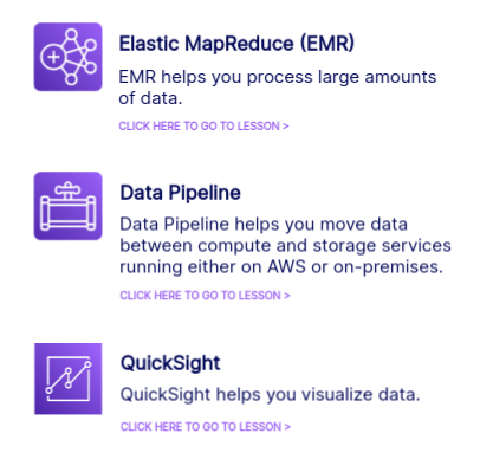 Elastic MapReduce (EMR)
EMR helps you process large amounts
of data.
CLICK HERE TO GO TO LESSON >
Data Pipeline
Data Pipeline helps you move data
between compute and storage services
running either on AWS or on-premises.
CLICK HERE TO GO TO LESSON >
QuickSight
QuickSight helps you visualize data.
CLICK HERE TO GO TO LESSON >